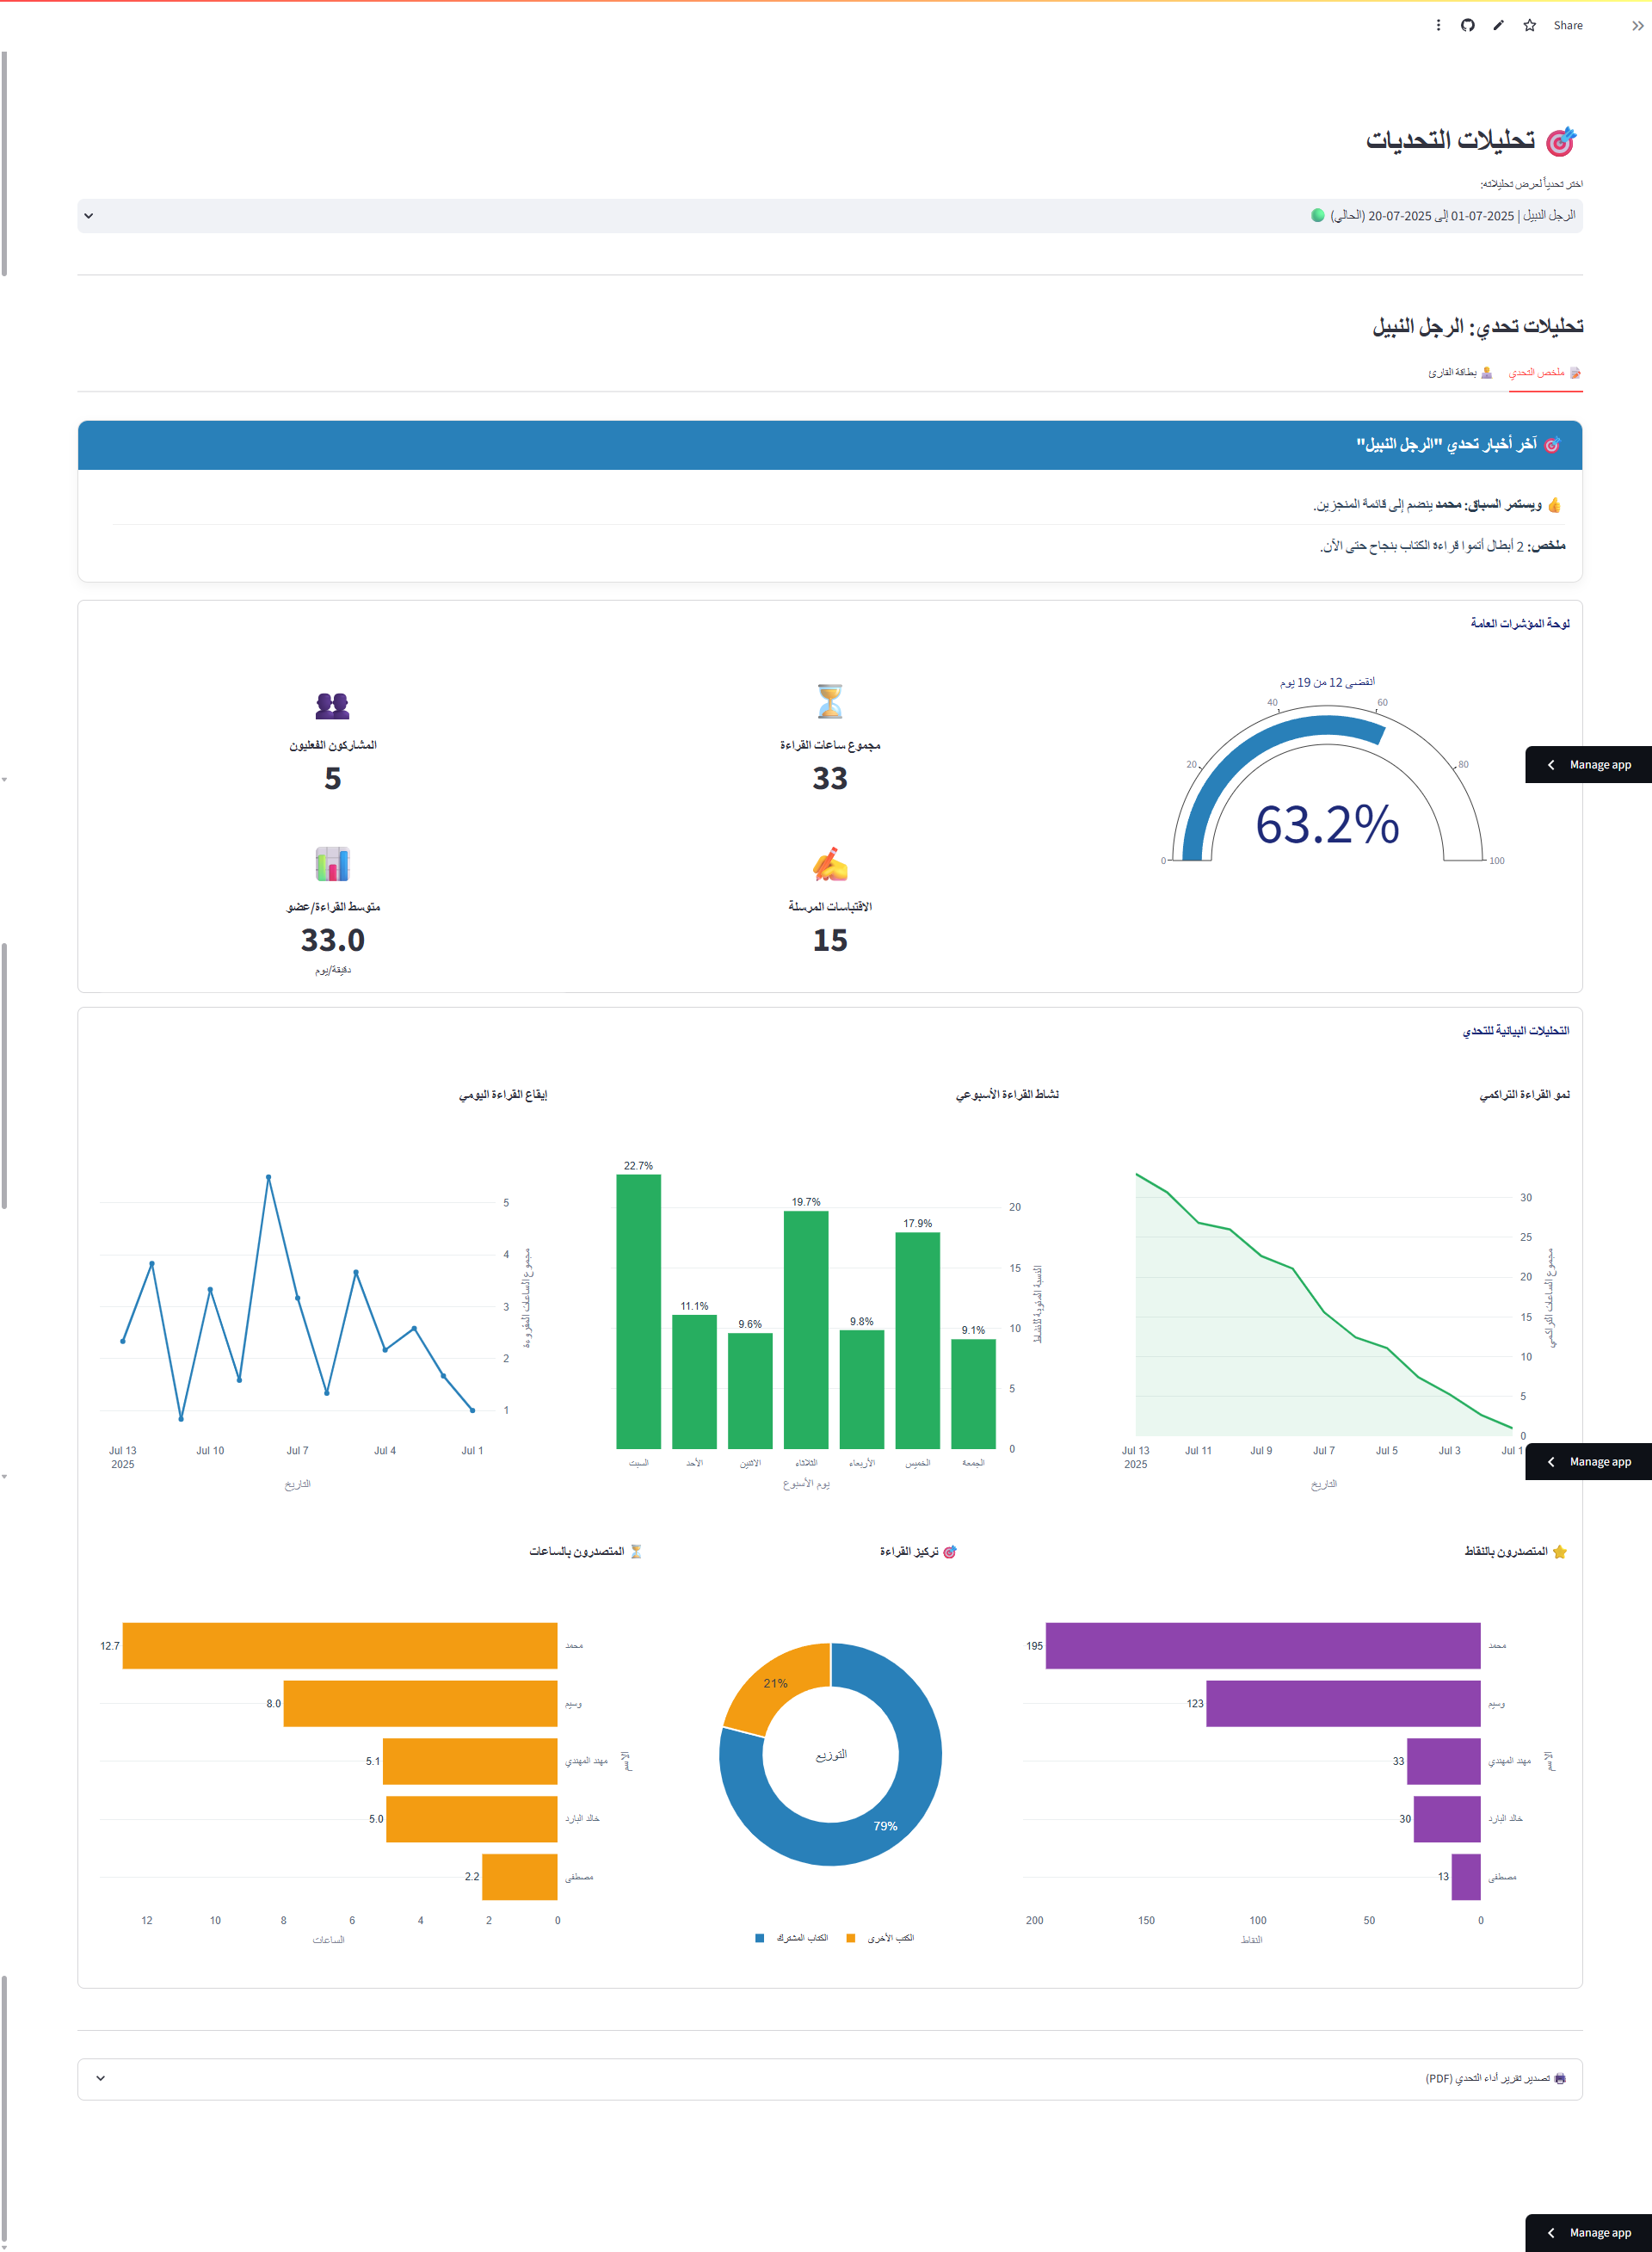 Share
🎯 تحليلات التحديات
اختر تحدياً لعرض تحليلاته:
الرجل النبيل | 01-07-2025 إلى 20-07-2025 (الحالي) 🟢
تحليلات تحدي: الرجل النبيل
📝 ملخص التحدي
🧑‍💻 بطاقة القارئ
🎯 آخر أخبار تحدي "الرجل النبيل"
👍 ويستمر السباق: محمد ينضم إلى قائمة المنجزين.
ملخص: 2 أبطال أتموا قراءة الكتاب بنجاح حتى الآن.
لوحة المؤشرات العامة
انقضى 12 من 19 يوم
0
20
40
60
80
100
63.2%
مجموع ساعات القراءة
33
المشاركون الفعليون
5
Manage app
الاقتباسات المرسلة
15
متوسط القراءة/عضو
33.0
دقيقة/يوم
التحليلات البيانية للتحدي
نمو القراءة التراكمي
30
25
20
15
10
5
0
مجموع الساعات التراكمي
Jul 13
2025
Jul 11
Jul 9
Jul 7
Jul 5
Jul 3
Jul 1
التاريخ
نشاط القراءة الأسبوعي
22.7%
11.1%
9.6%
19.7%
9.8%
17.9%
9.1%
20
15
10
5
0
النسبة المئوية للنشاط
السبت
الأحد
الاثنين
الثلاثاء
الأربعاء
الخميس
الجمعة
يوم الأسبوع
إيقاع القراءة اليومي
5
4
3
2
1
مجموع الساعات المقروءة
Jul 13
2025
Jul 10
Jul 7
Jul 4
Jul 1
التاريخ
Manage app
⭐ المتصدرون بالنقاط
محمد 195
وسيم 123
مهند المهندي 33
خالد البارد 30
مصطفى 13
الاسم
200
150
100
50
0
النقاط
🎯 تركيز القراءة
21%
79%
التوزيع
الكتاب المشترك
الكتب الأخرى
⏳ المتصدرون بالساعات
محمد 12.7
وسيم 8.0
مهند المهندي 5.1
خالد البارد 5.0
مصطفى 2.2
الاسم
12
10
8
6
4
2
0
الساعات
🖨️ تصدير تقرير أداء التحدي (PDF)
Manage app